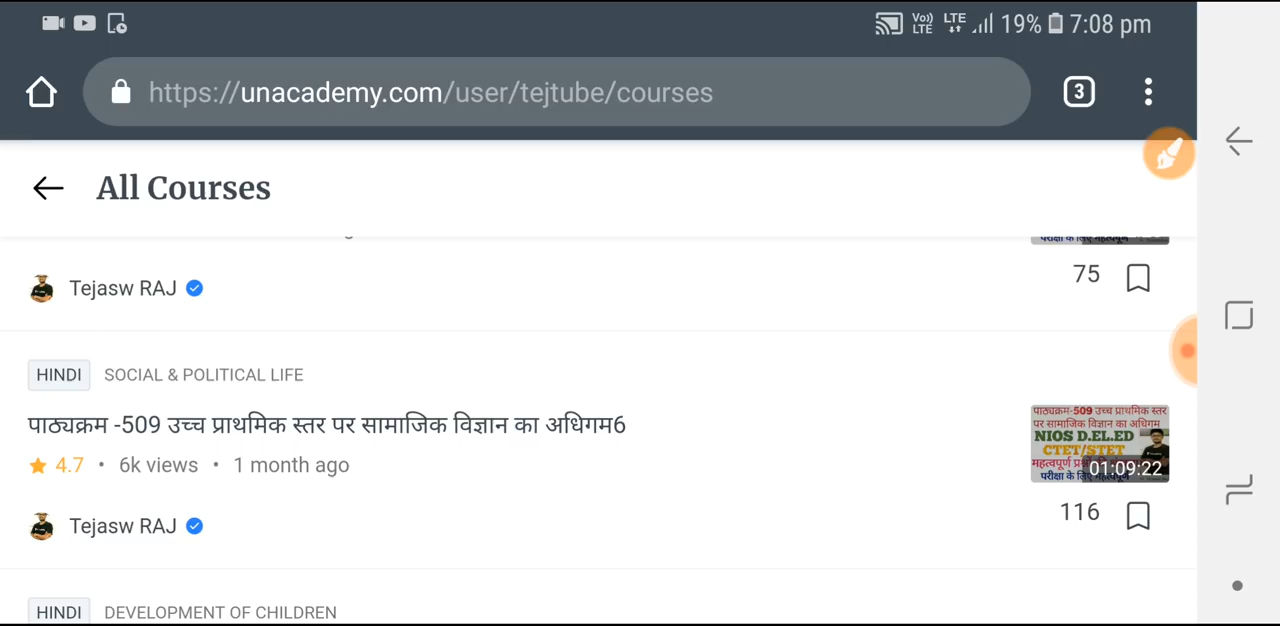 Vo)) LTE LTE 19% 7:08 pm
https://unacademy.com/user/tejtube/courses 3
All Courses
परीक्षा के लिए महत्वपूर्ण
Tejasw RAJ 75
HINDI SOCIAL & POLITICAL LIFE
पाठ्यक्रम -509 उच्च प्राथमिक स्तर पर सामाजिक विज्ञान का अधिगम6
4.7 • 6k views • 1 month ago
पाठ्यक्रम-509 उच्च प्राथमिक स्तर
पर सामाजिक विज्ञान का अधिगम
NIOS D.EL.ED
CTET/STET
महत्वपूर्ण 01:09:22
परीक्षा के लिए
Tejasw RAJ 116
HINDI DEVELOPMENT OF CHILDREN